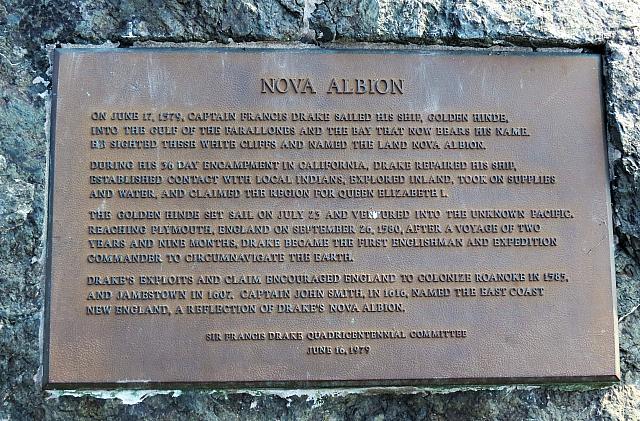 NOVA ALBION
ON JUNE 17, 1579, CAPTAIN FRANCIS DRAKE SAILED HIS SHIP, GOLDEN HINDE,
INTO THE GULF OF THE FARALLONES AND THE BAY THAT NOW BEARS HIS NAME.
HE SIGHTED THESE WHITE CLIFFS AND NAMED THE LAND NOVA ALBION.
DURING HIS 36 DAY ENCAMPMENT IN CALIFORNIA, DRAKE REPAIRED HIS SHIP,
ESTABLISHED CONTACT WITH LOCAL INDIANS, EXPLORED INLAND, TOOK ON SUPPLIES
AND WATER, AND CLAIMED THE REGION FOR QUEEN ELIZABETH I.
THE GOLDEN HINDE SET SAIL ON JULY 23 AND VENTURED INTO THE UNKNOWN PACIFIC.
REACHING PLYMOUTH, ENGLAND ON SEPTEMBER 26, 1580, AFTER A VOYAGE OF TWO
YEARS AND NINE MONTHS, DRAKE BECAME THE FIRST ENGLISHMAN AND EXPEDITION
COMMANDER TO CIRCUMNAVIGATE THE EARTH.
DRAKE'S EXPLOITS AND CLAIM ENCOURAGED ENGLAND TO COLONIZE ROANOKE IN 1585,
AND JAMESTOWN IN 1607. CAPTAIN JOHN SMITH, IN 1616, NAMED THE EAST COAST
NEW ENGLAND, A REFLECTION OF DRAKE'S NOVA ALBION.
SIR FRANCIS DRAKE QUADRICENTENNIAL COMMITTEE
JUNE 16, 1979